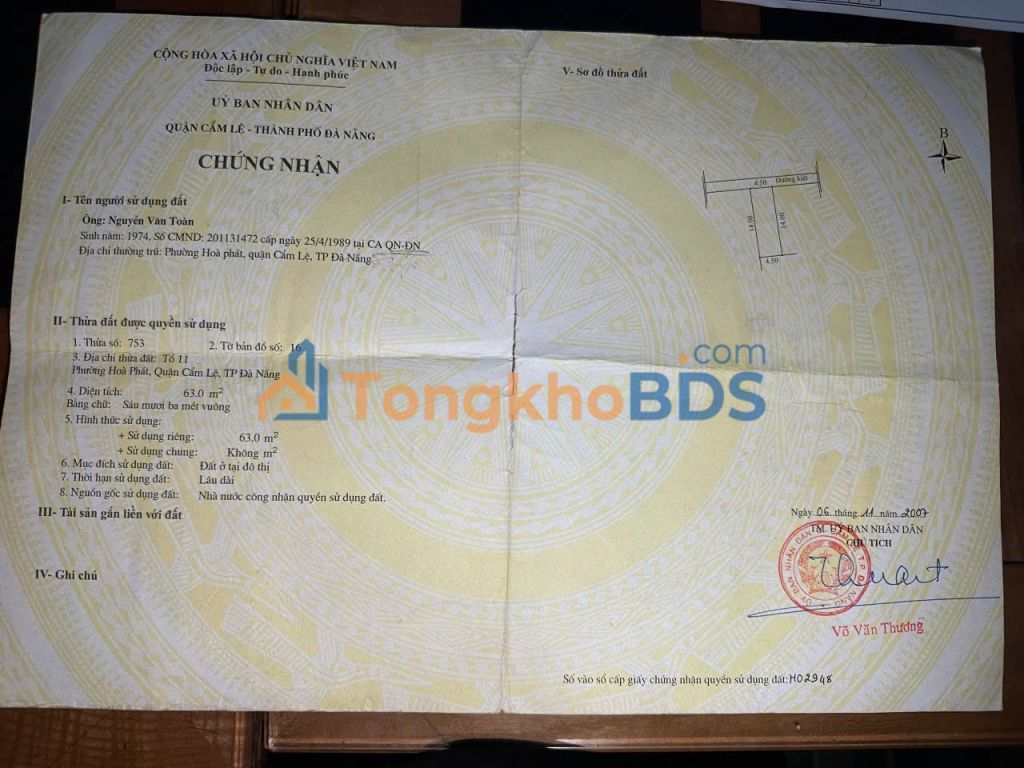 CỘNG HÒA XÃ HỘI CHỦ NGHĨA VIỆT NAM
Độc lập - Tự do - Hạnh phúc
UỶ BAN NHÂN DÂN
QUẬN CẨM LỆ - THÀNH PHỐ ĐÀ NẴNG
CHỨNG NHẬN
I- Tên người sử dụng đất
Ông: Nguyễn Văn Toàn
Sinh năm: 1974, Số CMND: 201131472 cấp ngày 25/4/1989 tại CA QN-ĐN
Địa chỉ thường trú: Phường Hoà phát, quận Cẩm Lệ, TP Đà Nẵng
II- Thửa đất được quyền sử dụng
1. Thửa số: 753 2. Tờ bản đồ số: 16
3. Địa chỉ thửa đất: Tổ 11
Phường Hoà Phát, Quận Cẩm Lệ, TP Đà Nẵng
4. Diện tích: 63.0 m²
Bằng chữ: Sáu mươi ba mét vuông
5. Hình thức sử dụng:
+ Sử dụng riêng: 63.0 m²
+ Sử dụng chung: Không m²
6. Mục đích sử dụng đất: Đất ở tại đô thị
7. Thời hạn sử dụng đất: Lâu dài
8. Nguồn gốc sử dụng đất: Nhà nước công nhận quyền sử dụng đất.
III- Tài sản gắn liền với đất
IV- Ghi chú
V- Sơ đồ thửa đất
B
4.50 Đường kiệt
14.00
14.00
4.50
TongkhoBDS
.com
Ngày 06 tháng 11 năm 2007
TM. UỶ BAN NHÂN DÂN
CHỦ TỊCH
Võ Văn Thương
Số vào sổ cấp giấy chứng nhận quyền sử dụng đất: H02948